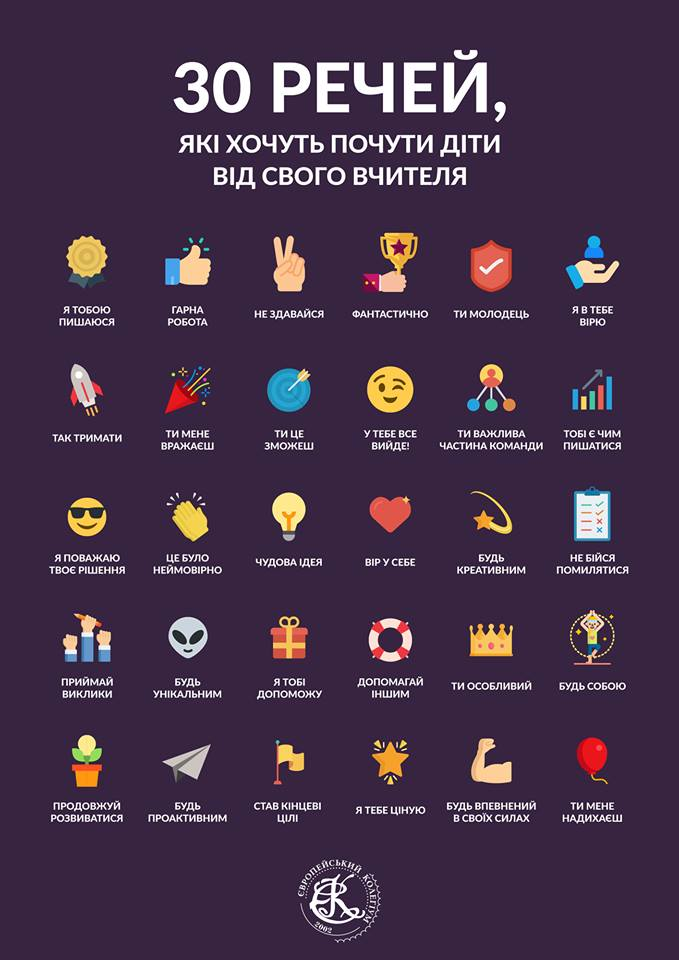 30 РЕЧЕЙ,
ЯКІ ХОЧУТЬ ПОЧУТИ ДІТИ
ВІД СВОГО ВЧИТЕЛЯ
Я ТОБОЮ
ПИШАЮСЯ
ГАРНА
РОБОТА
НЕ ЗДАВАЙСЯ
ФАНТАСТИЧНО
ТИ МОЛОДЕЦЬ
Я В ТЕБЕ
ВІРЮ
ТАК ТРИМАТИ
ТИ МЕНЕ
ВРАЖАЄШ
ТИ ЦЕ
ЗМОЖЕШ
У ТЕБЕ ВСЕ
ВИЙДЕ!
ТИ ВАЖЛИВА
ЧАСТИНА КОМАНДИ
ТОБІ Є ЧИМ
ПИШАТИСЯ
Я ПОВАЖАЮ
ТВОЄ РІШЕННЯ
ЦЕ БУЛО
НЕЙМОВІРНО
ЧУДОВА ІДЕЯ
ВІР У СЕБЕ
БУДЬ
КРЕАТИВНИМ
НЕ БІЙСЯ
ПОМИЛЯТИСЯ
ПРИЙМАЙ
ВИКЛИКИ
БУДЬ
УНІКАЛЬНИМ
Я ТОБІ
ДОПОМОЖУ
ДОПОМАГАЙ
ІНШИМ
ТИ ОСОБЛИВИЙ
БУДЬ СОБОЮ
ПРОДОВЖУЙ
РОЗВИВАТИСЯ
БУДЬ
ПРОАКТИВНИМ
СТАВ КІНЦЕВІ
ЦІЛІ
Я ТЕБЕ ЦІНУЮ
БУДЬ ВПЕВНЕНИЙ
В СВОЇХ СИЛАХ
ТИ МЕНЕ
НАДИХАЄШ
ЄВРОПЕЙСЬКИЙ КОЛЕГІУМ
ЄК
2002